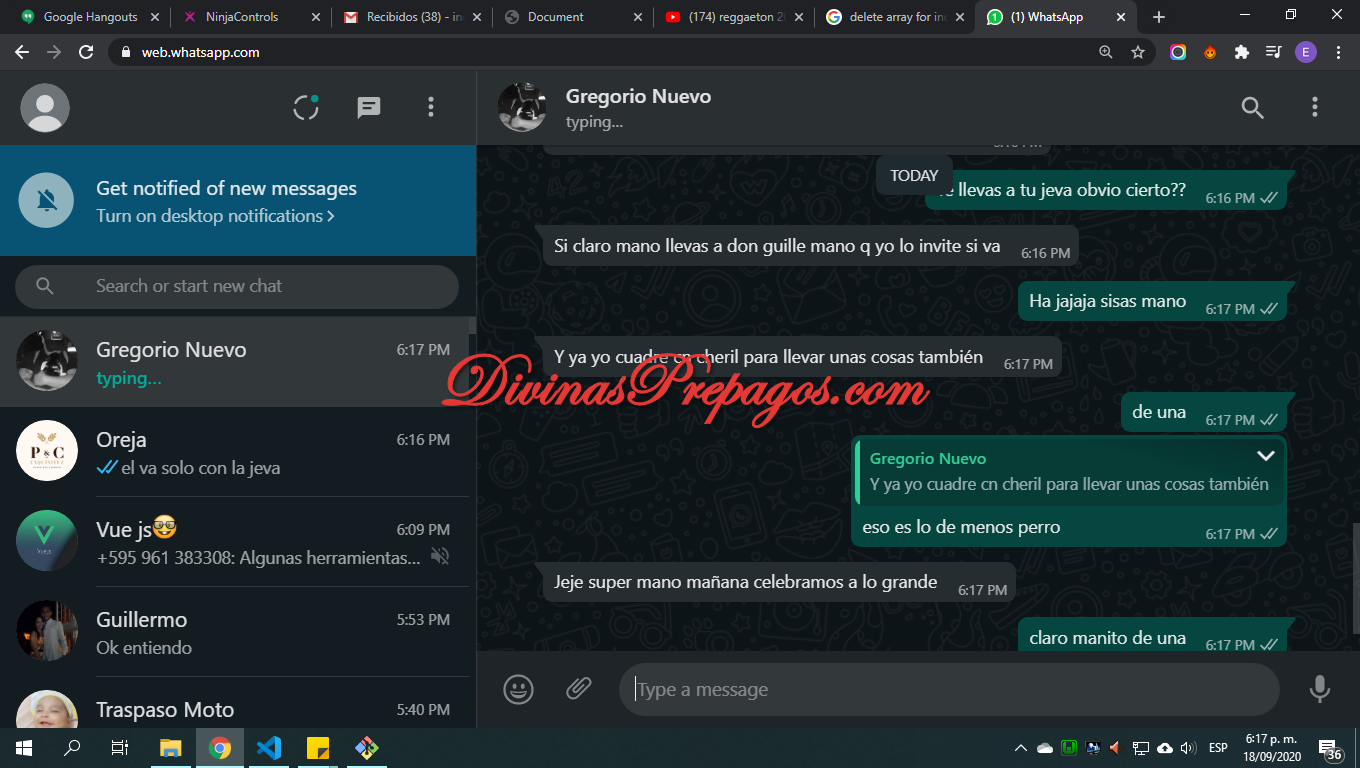 Google Hangouts
NinjaControls
Recibidos (38) - in
Document
(174) reggaeton 20
delete array for ind
(1) WhatsApp
web.whatsapp.com
E
Get notified of new messages
Turn on desktop notifications
Search or start new chat
Gregorio Nuevo 6:17 PM
typing...
Oreja 6:16 PM
el va solo con la jeva
Vue js🤓 6:09 PM
+595 961 383308: Algunas herramientas...
Guillermo 5:53 PM
Ok entiendo
Traspaso Moto 5:40 PM
Gregorio Nuevo
typing...
TODAY
llevas a tu jeva obvio cierto?? 6:16 PM
Si claro mano llevas a don guille mano q yo lo invite si va 6:16 PM
Ha jajaja sisas mano 6:17 PM
Y ya yo cuadre cn cheril para llevar unas cosas también 6:17 PM
DivinasPrepagos.com
de una 6:17 PM
Gregorio Nuevo
Y ya yo cuadre cn cheril para llevar unas cosas también
eso es lo de menos perro 6:17 PM
Jeje super mano mañana celebramos a lo grande 6:17 PM
claro manito de una 6:17 PM
Type a message
P&C
Vue.js
ESP
6:17 p. m.
18/09/2020
36